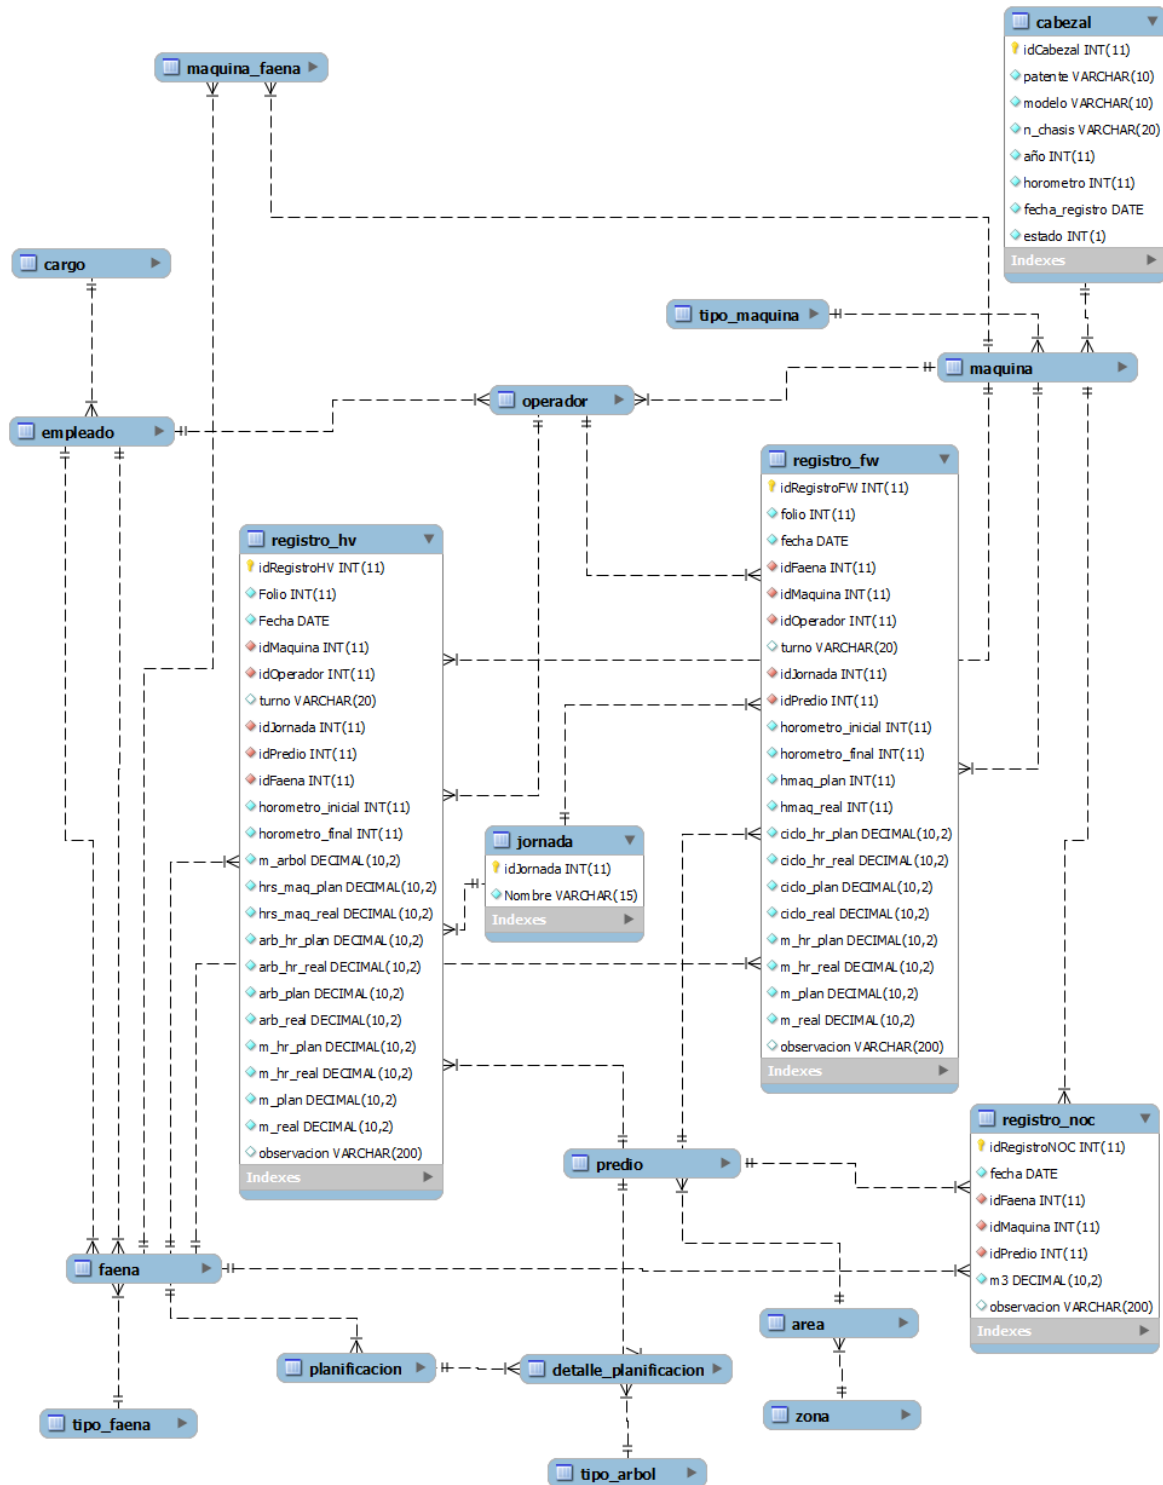 cabezal
idCabezal INT(11)
patente VARCHAR(10)
modelo VARCHAR(10)
n_chasis VARCHAR(20)
año INT(11)
horometro INT(11)
fecha_registro DATE
estado INT(1)
Indexes
maquina_faena
cargo
tipo_maquina
maquina
operador
empleado
registro_fw
idRegistroFW INT(11)
folio INT(11)
fecha DATE
idFaena INT(11)
idMaquina INT(11)
idOperador INT(11)
turno VARCHAR(20)
idJornada INT(11)
idPredio INT(11)
horometro_inicial INT(11)
horometro_final INT(11)
hmaq_plan INT(11)
hmaq_real INT(11)
ciclo_hr_plan DECIMAL(10,2)
ciclo_hr_real DECIMAL(10,2)
ciclo_plan DECIMAL(10,2)
ciclo_real DECIMAL(10,2)
m_hr_plan DECIMAL(10,2)
m_hr_real DECIMAL(10,2)
m_plan DECIMAL(10,2)
m_real DECIMAL(10,2)
observacion VARCHAR(200)
Indexes
registro_hv
idRegistroHV INT(11)
Folio INT(11)
Fecha DATE
idMaquina INT(11)
idOperador INT(11)
turno VARCHAR(20)
idJornada INT(11)
idPredio INT(11)
idFaena INT(11)
horometro_inicial INT(11)
horometro_final INT(11)
m_arbol DECIMAL(10,2)
hrs_maq_plan DECIMAL(10,2)
hrs_maq_real DECIMAL(10,2)
arb_hr_plan DECIMAL(10,2)
arb_hr_real DECIMAL(10,2)
arb_plan DECIMAL(10,2)
arb_real DECIMAL(10,2)
m_hr_plan DECIMAL(10,2)
m_hr_real DECIMAL(10,2)
m_plan DECIMAL(10,2)
m_real DECIMAL(10,2)
observacion VARCHAR(200)
Indexes
jornada
idJornada INT(11)
Nombre VARCHAR(15)
Indexes
registro_noc
idRegistroNOC INT(11)
fecha DATE
idFaena INT(11)
idMaquina INT(11)
idPredio INT(11)
m3 DECIMAL(10,2)
observacion VARCHAR(200)
Indexes
predio
faena
area
planificacion
detalle_planificacion
zona
tipo_faena
tipo_arbol